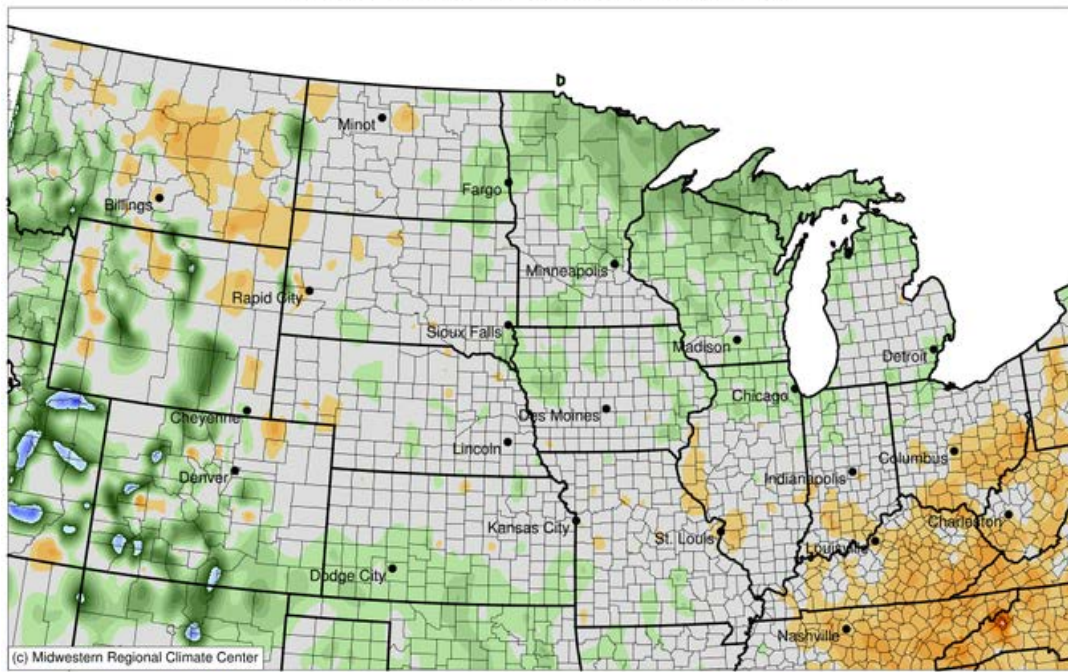 Minot
Fargo
Billings
Minneapolis
Rapid City
Sioux Falls
Madison
Detroit
Chicago
Cheyenne
Des Moines
Lincoln
Columbus
Denver
Indianapolis
Kansas City
Charleston
St. Louis
Louisville
Dodge City
Nashville
(c) Midwestern Regional Climate Center